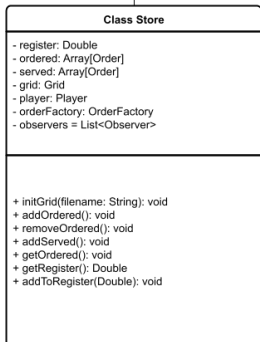 Class Store
- register: Double
- ordered: Array[Order]
- served: Array[Order]
- grid: Grid
- player: Player
- orderFactory: OrderFactory
- observers = List<Observer>
+ initGrid(filename: String): void
+ addOrdered(): void
+ removeOrdered(): void
+ addServed(): void
+ getOrdered(): void
+ getRegister(): Double
+ addToRegister(Double): void